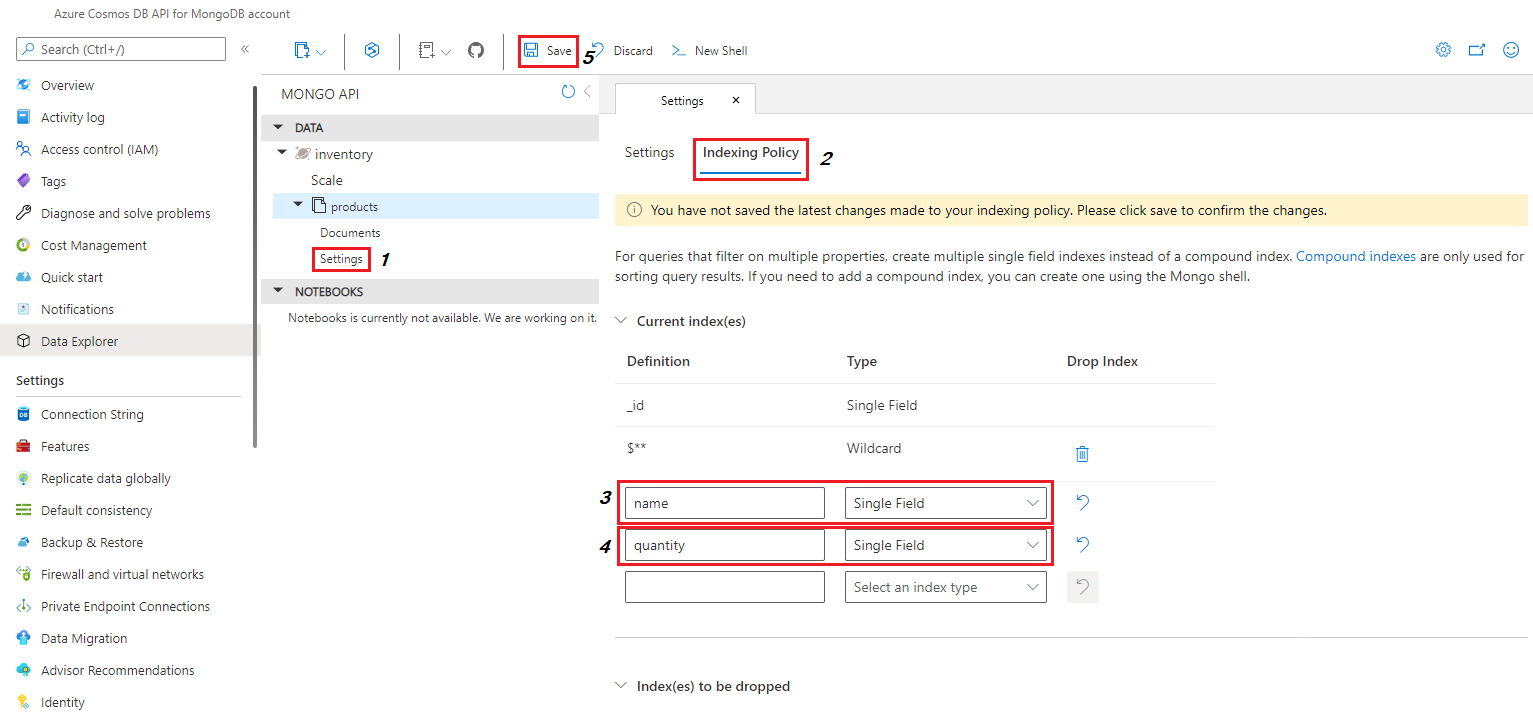 Azure Cosmos DB API for MongoDB account
Search (Ctrl+/)
«
Overview
Activity log
Access control (IAM)
Tags
Diagnose and solve problems
Cost Management
Quick start
Notifications
Data Explorer
Settings
Connection String
Features
Replicate data globally
Default consistency
Backup & Restore
Firewall and virtual networks
Private Endpoint Connections
Data Migration
Advisor Recommendations
Identity
Save 5 Discard New Shell
MONGO API
DATA
inventory
Scale
products
Documents
Settings 1
NOTEBOOKS
Notebooks is currently not available. We are working on it.
Settings
Settings Indexing Policy 2
You have not saved the latest changes made to your indexing policy. Please click save to confirm the changes.
For queries that filter on multiple properties, create multiple single field indexes instead of a compound index. Compound indexes are only used for
sorting query results. If you need to add a compound index, you can create one using the Mongo shell.
Current index(es)
Definition Type Drop Index
_id Single Field
$** Wildcard
3 name Single Field
4 quantity Single Field
Select an index type
Index(es) to be dropped